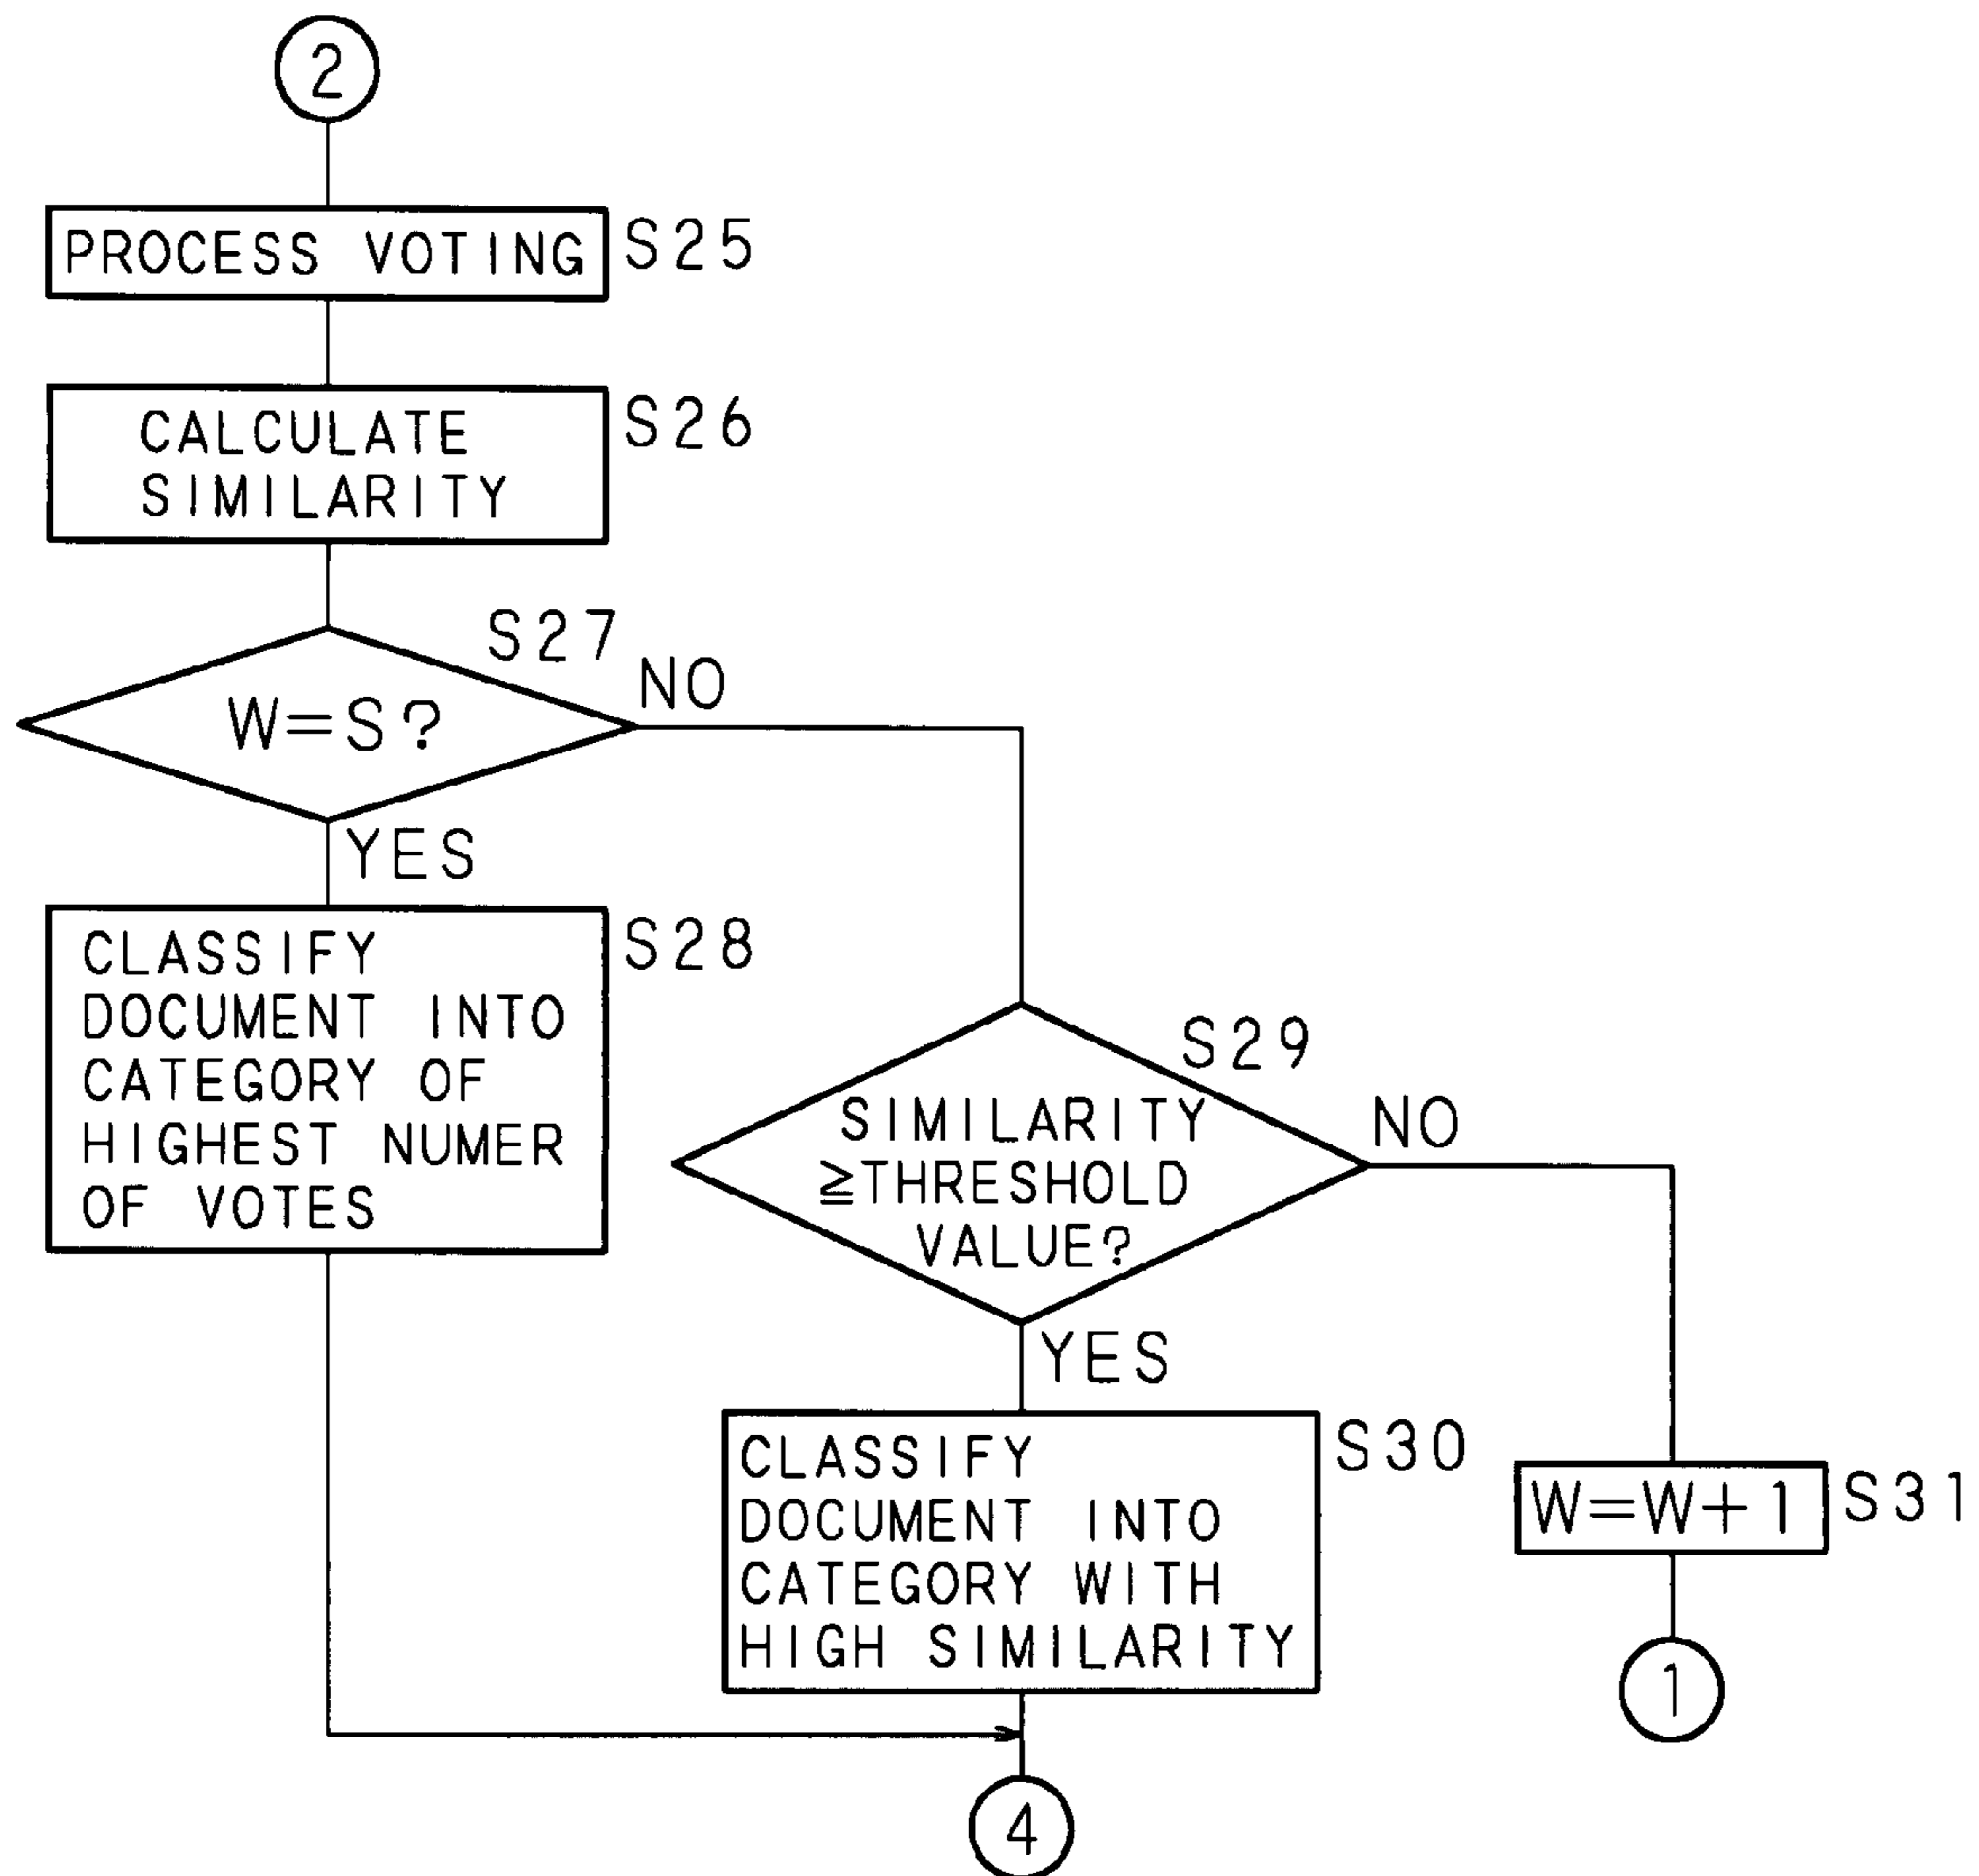 2
PROCESS VOTING
S25
CALCULATE
SIMILARITY
S26
S27
W=S?
NO
YES
CLASSIFY
DOCUMENT INTO
CATEGORY OF
HIGHEST NUMER
OF VOTES
S28
S29
SIMILARITY
≧THRESHOLD
VALUE?
NO
YES
CLASSIFY
DOCUMENT INTO
CATEGORY WITH
HIGH SIMILARITY
S30
W=W+1
S31
1
4